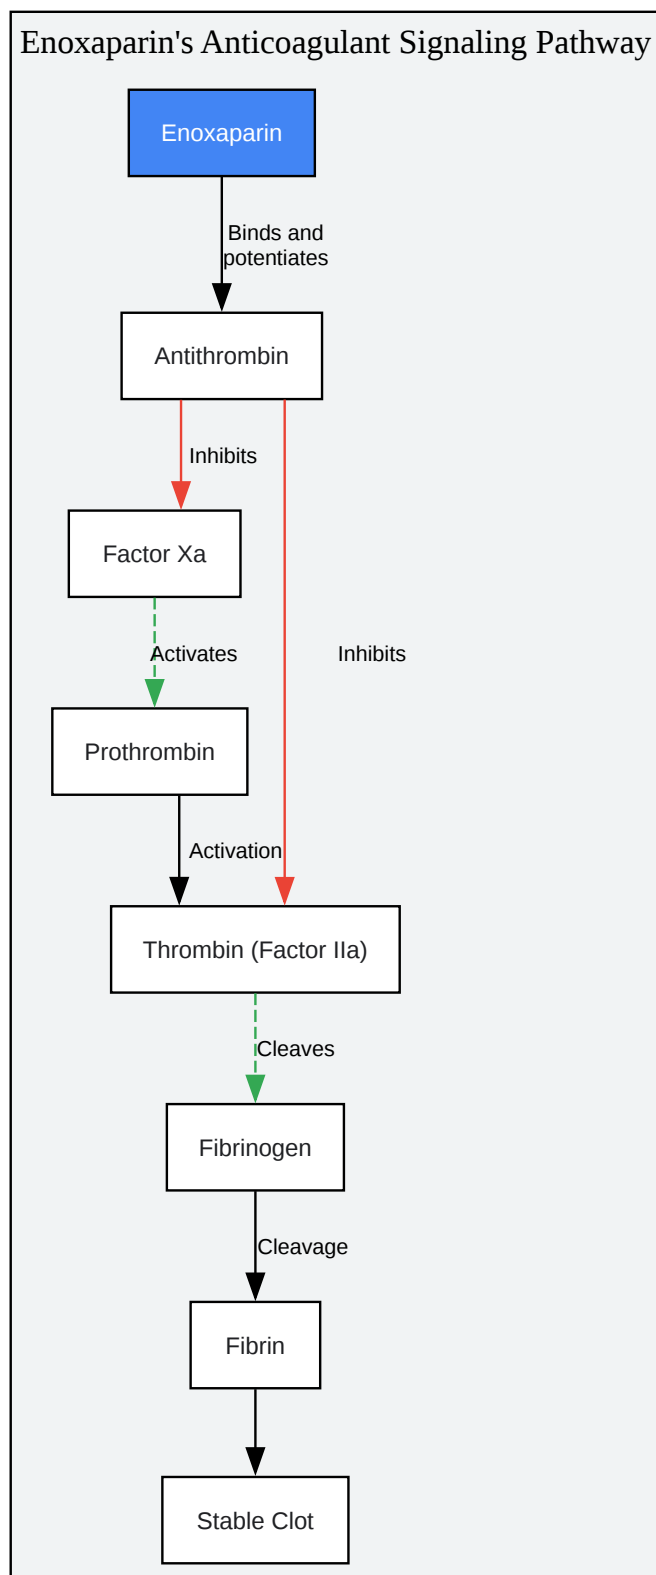 Enoxaparin's Anticoagulant Signaling Pathway
Enoxaparin
Binds and
potentiates
Antithrombin
Inhibits
Factor Xa
Activates
Inhibits
Prothrombin
Activation
Thrombin (Factor IIa)
Cleaves
Fibrinogen
Cleavage
Fibrin
Stable Clot